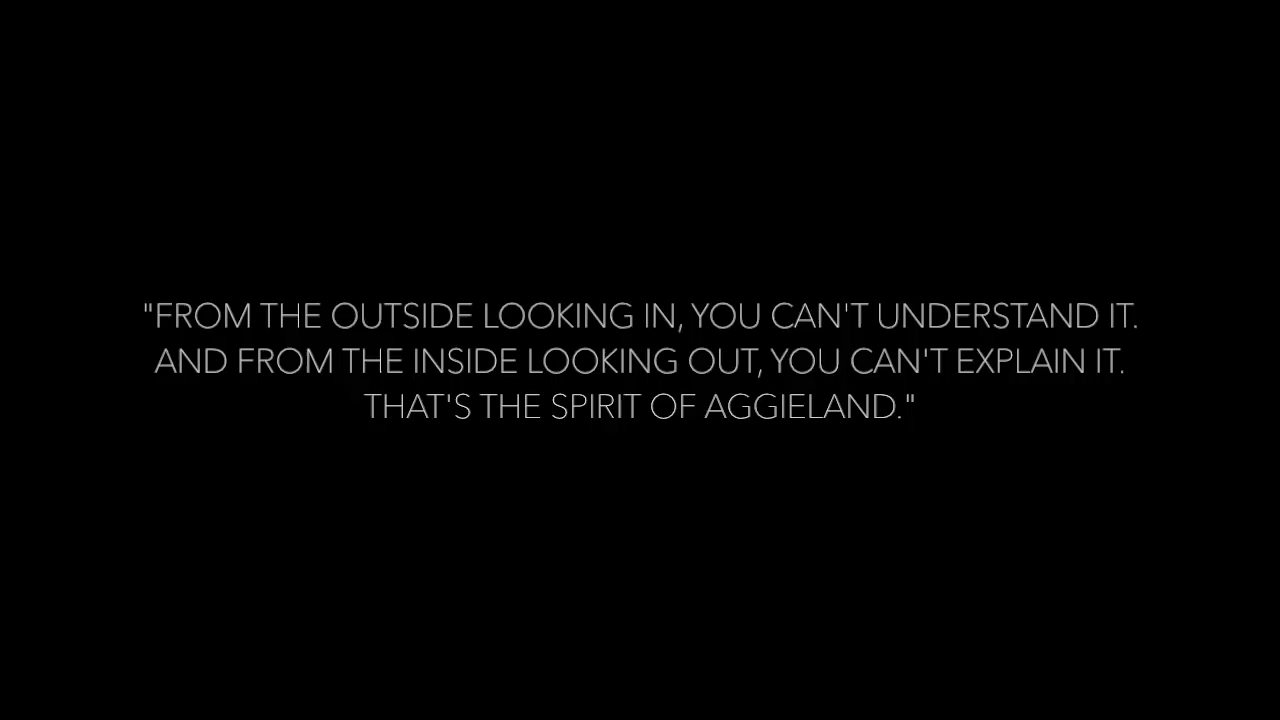 "FROM THE OUTSIDE LOOKING IN, YOU CAN'T UNDERSTAND IT.
AND FROM THE INSIDE LOOKING OUT, YOU CAN'T EXPLAIN IT.
THAT'S THE SPIRIT OF AGGIELAND."